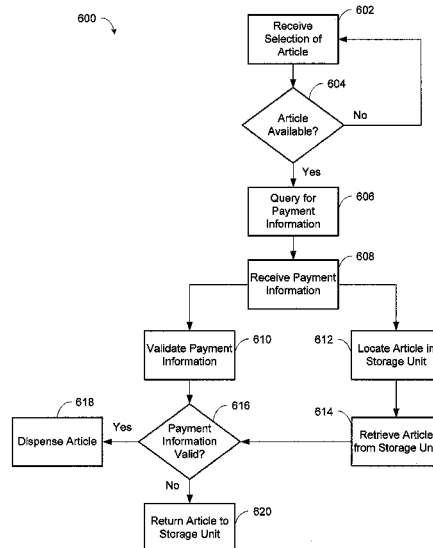 600
602
Receive
Selection of
Article
604
Article
Available?
No
Yes
Query for
Payment
Information
606
608
Receive Payment
Information
Validate Payment
Information
610
612
Locate Article in
Storage Unit
618
Dispense Article
Yes
Payment
Information
Valid?
616
614
Retrieve Article
from Storage Unit
No
Return Article to
Storage Unit
620